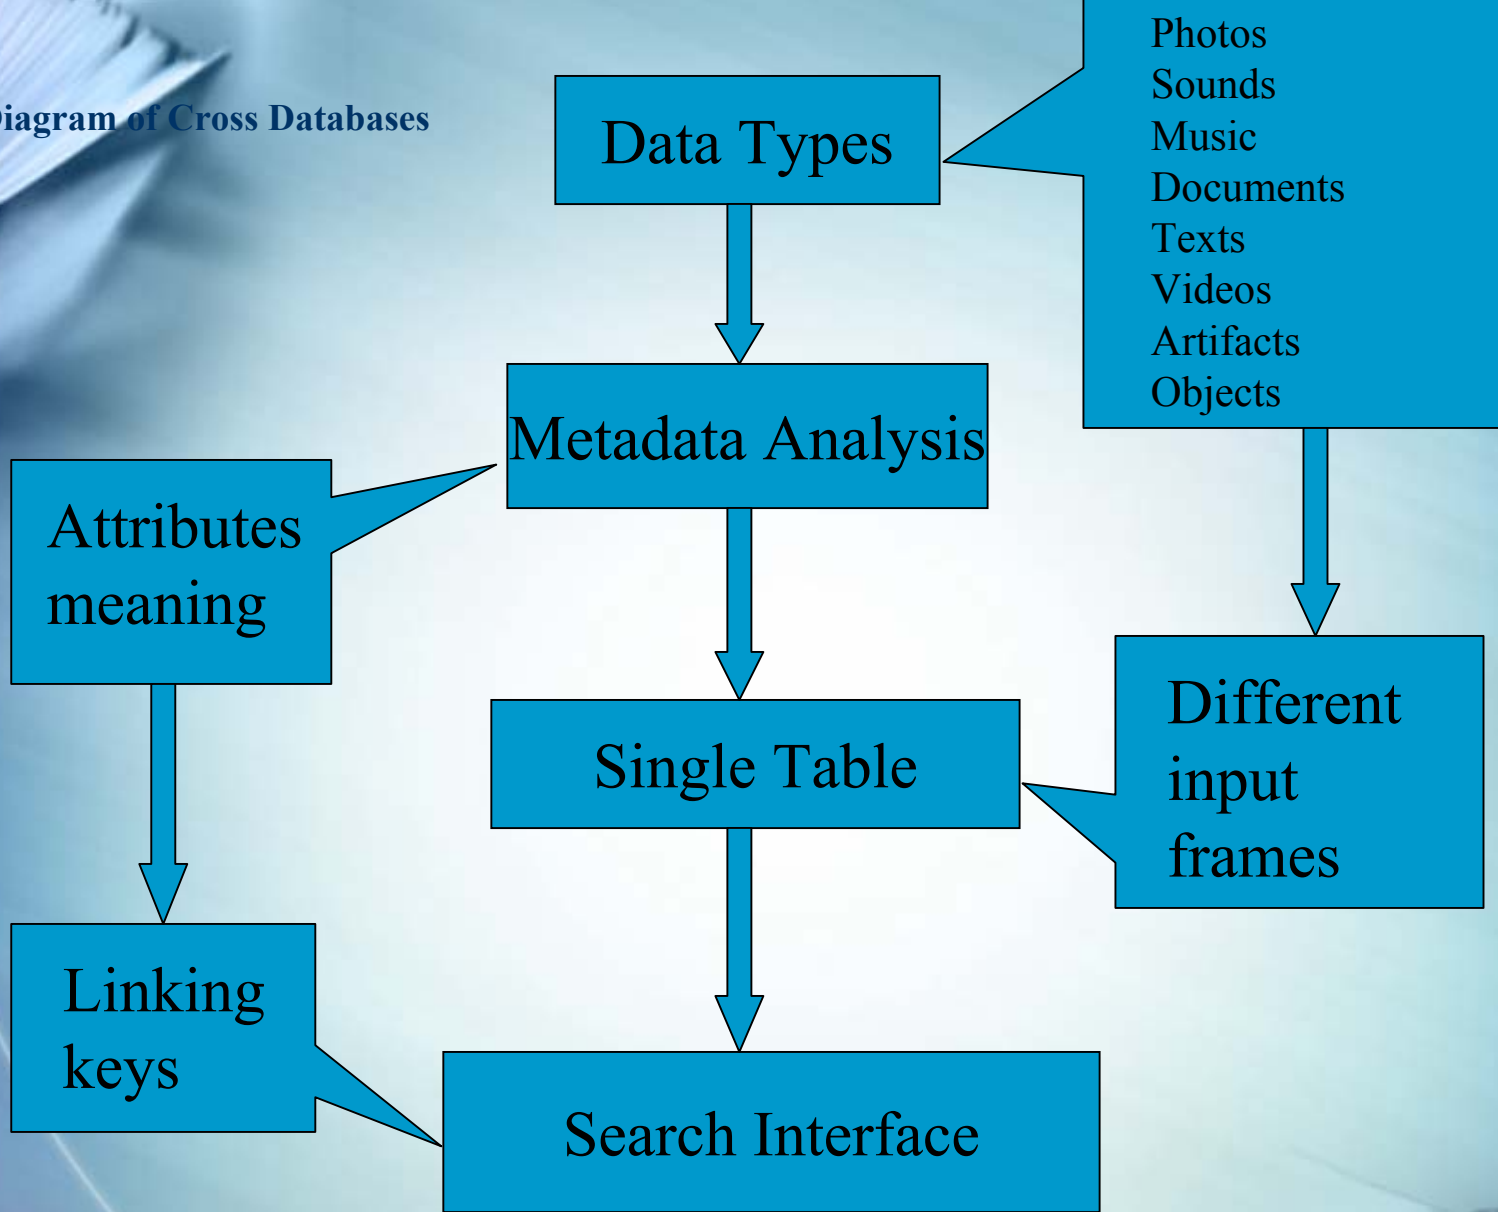 Diagram of Cross Databases
Data Types
Photos
Sounds
Music
Documents
Texts
Videos
Artifacts
Objects
Metadata Analysis
Attributes
meaning
Single Table
Different
input
frames
Linking
keys
Search Interface